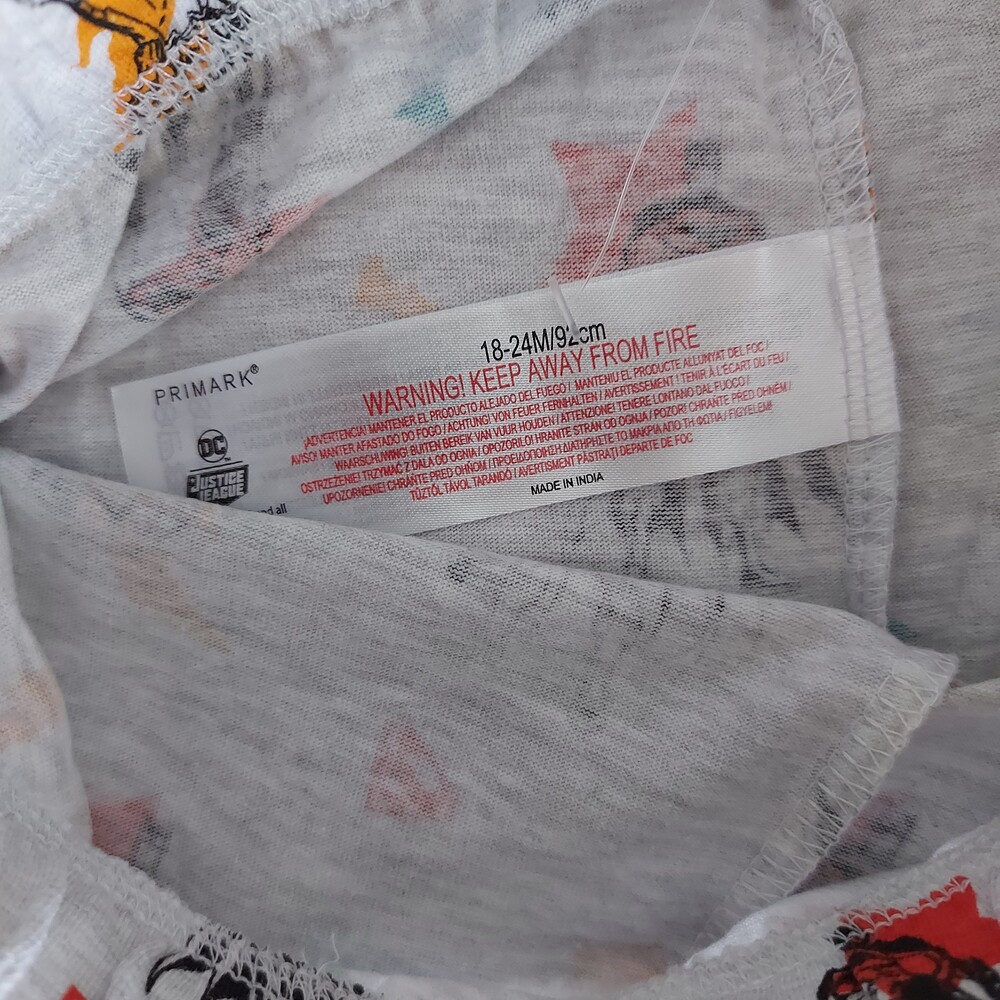 PRIMARK®
DC™
JUSTICE
LEAGUE
nd all
18-24M/92cm
WARNING! KEEP AWAY FROM FIRE
¡ADVERTENCIA! MANTENER EL PRODUCTO ALEJADO DEL FUEGO / MANTENIU EL PRODUCTE ALLUNYAT DEL FOC /
AVISO! MANTER AFASTADO DO FOGO / ACHTUNG! VON FEUER FERNHALTEN / AVERTISSEMENT ! TENIR À L'ÉCART DU FEU /
WAARSCHUWING! BUITEN BEREIK VAN VUUR HOUDEN / ATTENZIONE! TENERE LONTANO DAL FUOCO /
OSTRZEŻENIE! TRZYMAĆ Z DALA OD OGNIA / OPOZORILO! HRANITE STRAN OD OGNJA / POZOR! CHRAŇTE PŘED OHNĚM /
UPOZORNENIE! CHRÁŇTE PRED OHŇOM / ΠΡΟΕΙΔΟΠΟΙΗΣΗ ΔΙΑΤΗΡΗΣΤΕ ΤΟ ΜΑΚΡΙΑ ΑΠΟ ΤΗ ΦΩΤΙΑ / FIGYELEM!
TŰZTŐL TÁVOL TARTANDÓ / AVERTISMENT PĂSTRAȚI DEPARTE DE FOC
MADE IN INDIA